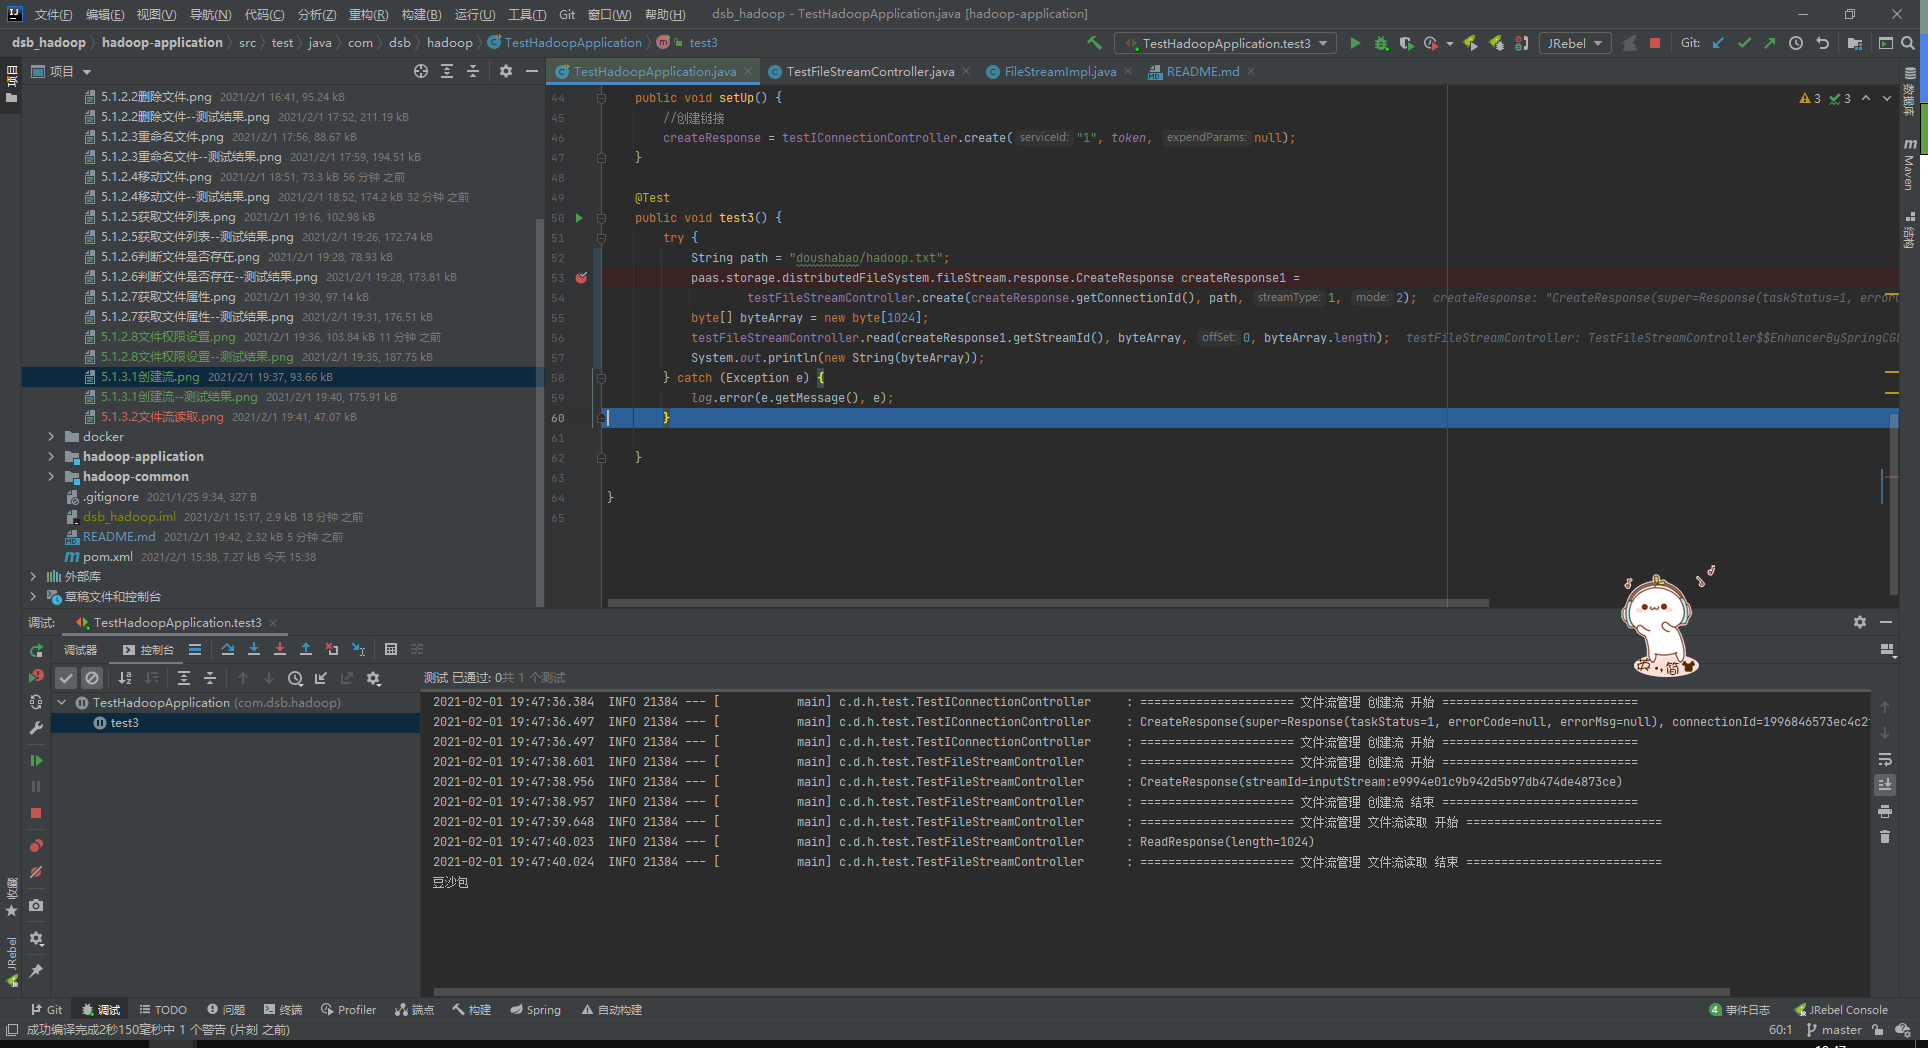 文件(F) 编辑(E) 视图(V) 导航(N) 代码(C) 分析(Z) 重构(R) 构建(B) 运行(U) 工具(T) Git 窗口(W) 帮助(H) dsb_hadoop - TestHadoopApplication.java [hadoop-application]
dsb_hadoop hadoop-application src test java com dsb hadoop TestHadoopApplication test3 TestHadoopApplication.test3 JRebel Git:
项目 TestHadoopApplication.java TestFileStreamController.java FileStreamImpl.java README.md
5.1.2.2删除文件.png 2021/2/1 16:41, 95.24 kB
5.1.2.2删除文件--测试结果.png 2021/2/1 17:52, 211.19 kB
5.1.2.3重命名文件.png 2021/2/1 17:56, 88.67 kB
5.1.2.3重命名文件--测试结果.png 2021/2/1 17:59, 194.51 kB
5.1.2.4移动文件.png 2021/2/1 18:51, 73.3 kB 56 分钟 之前
5.1.2.4移动文件--测试结果.png 2021/2/1 18:52, 174.2 kB 32 分钟 之前
5.1.2.5获取文件列表.png 2021/2/1 19:16, 102.98 kB
5.1.2.5获取文件列表--测试结果.png 2021/2/1 19:26, 172.74 kB
5.1.2.6判断文件是否存在.png 2021/2/1 19:28, 78.93 kB
5.1.2.6判断文件是否存在--测试结果.png 2021/2/1 19:28, 173.81 kB
5.1.2.7获取文件属性.png 2021/2/1 19:30, 97.14 kB
5.1.2.7获取文件属性--测试结果.png 2021/2/1 19:31, 176.51 kB
5.1.2.8文件权限设置.png 2021/2/1 19:36, 103.84 kB 11 分钟 之前
5.1.2.8文件权限设置--测试结果.png 2021/2/1 19:35, 187.75 kB
5.1.3.1创建流.png 2021/2/1 19:37, 93.66 kB
5.1.3.1创建流--测试结果.png 2021/2/1 19:40, 175.91 kB
5.1.3.2文件流读取.png 2021/2/1 19:41, 47.07 kB
docker
hadoop-application
hadoop-common
.gitignore 2021/1/25 9:34, 327 B
dsb_hadoop.iml 2021/2/1 15:17, 2.9 kB 18 分钟 之前
README.md 2021/2/1 19:42, 2.32 kB 5 分钟 之前
pom.xml 2021/2/1 15:38, 7.27 kB 今天 15:38
外部库
草稿文件和控制台
44 public void setUp() {
45 //创建链接
46 createResponse = testIConnectionController.create( serviceId: "1", token, expendParams: null);
47 }
48
49 @Test
50 public void test3() {
51 try {
52 String path = "doushabao/hadoop.txt";
53 paas.storage.distributedFileSystem.fileStream.response.CreateResponse createResponse1 =
54 testFileStreamController.create(createResponse.getConnectionId(), path, streamType: 1, mode: 2); createResponse: "CreateResponse(super=Response(taskStatus=1, error
55 byte[] byteArray = new byte[1024];
56 testFileStreamController.read(createResponse1.getStreamId(), byteArray, offSet: 0, byteArray.length); testFileStreamController: TestFileStreamController$$EnhancerBySpringCGL
57 System.out.println(new String(byteArray));
58 } catch (Exception e) {
59 log.error(e.getMessage(), e);
60 }
61
62 }
63
64 }
65
3 3
项目
收藏
JRebel
数据库
Maven
结构
英 简
调试: TestHadoopApplication.test3
调试器 控制台
测试 已通过: 0共 1 个测试
TestHadoopApplication (com.dsb.hadoop)
test3
2021-02-01 19:47:36.384 INFO 21384 --- [ main] c.d.h.test.TestIConnectionController : ====================== 文件流管理 创建流 开始 ============================
2021-02-01 19:47:36.497 INFO 21384 --- [ main] c.d.h.test.TestIConnectionController : CreateResponse(super=Response(taskStatus=1, errorCode=null, errorMsg=null), connectionId=1996846573ec4c2
2021-02-01 19:47:36.497 INFO 21384 --- [ main] c.d.h.test.TestIConnectionController : ====================== 文件流管理 创建流 开始 ============================
2021-02-01 19:47:38.601 INFO 21384 --- [ main] c.d.h.test.TestFileStreamController : ====================== 文件流管理 创建流 开始 ============================
2021-02-01 19:47:38.956 INFO 21384 --- [ main] c.d.h.test.TestFileStreamController : CreateResponse(streamId=inputStream:e9994e01c9b942d5b97db474de4873ce)
2021-02-01 19:47:38.957 INFO 21384 --- [ main] c.d.h.test.TestFileStreamController : ====================== 文件流管理 创建流 结束 ============================
2021-02-01 19:47:39.648 INFO 21384 --- [ main] c.d.h.test.TestFileStreamController : ====================== 文件流管理 文件流读取 开始 ============================
2021-02-01 19:47:40.023 INFO 21384 --- [ main] c.d.h.test.TestFileStreamController : ReadResponse(length=1024)
2021-02-01 19:47:40.024 INFO 21384 --- [ main] c.d.h.test.TestFileStreamController : ====================== 文件流管理 文件流读取 结束 ============================
豆沙包
Git 调试 TODO 问题 终端 Profiler 端点 构建 Spring 自动构建 4 事件日志 JRebel Console
成功编译完成2秒150毫秒中 1 个警告 (片刻 之前) 60:1 master